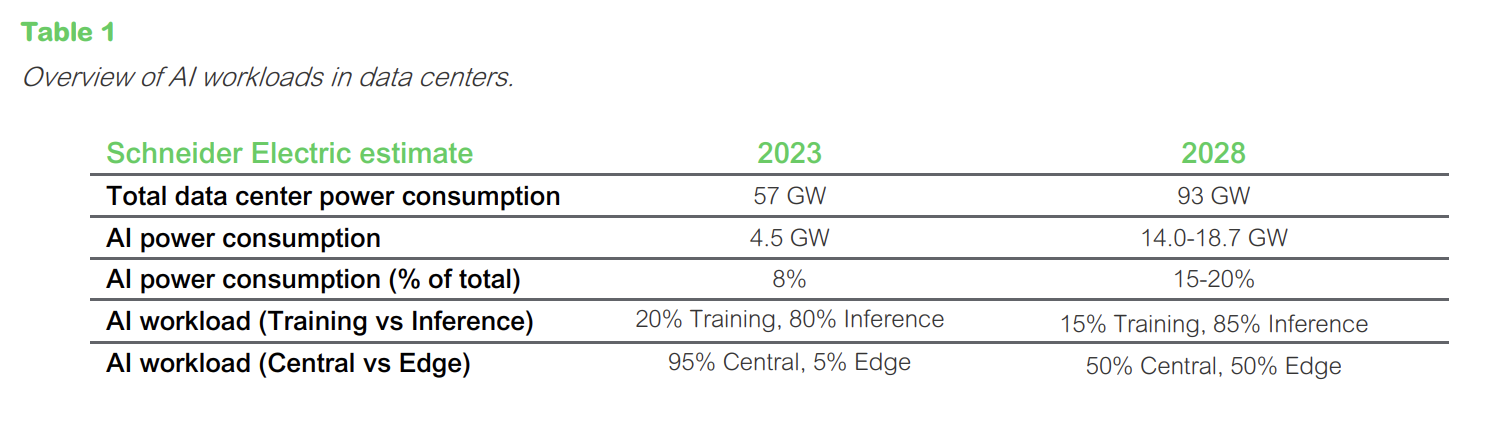 Table 1
Overview of AI workloads in data centers.
Schneider Electric estimate 2023 2028
Total data center power consumption 57 GW 93 GW
AI power consumption 4.5 GW 14.0-18.7 GW
AI power consumption (% of total) 8% 15-20%
AI workload (Training vs Inference) 20% Training, 80% Inference 15% Training, 85% Inference
AI workload (Central vs Edge) 95% Central, 5% Edge 50% Central, 50% Edge